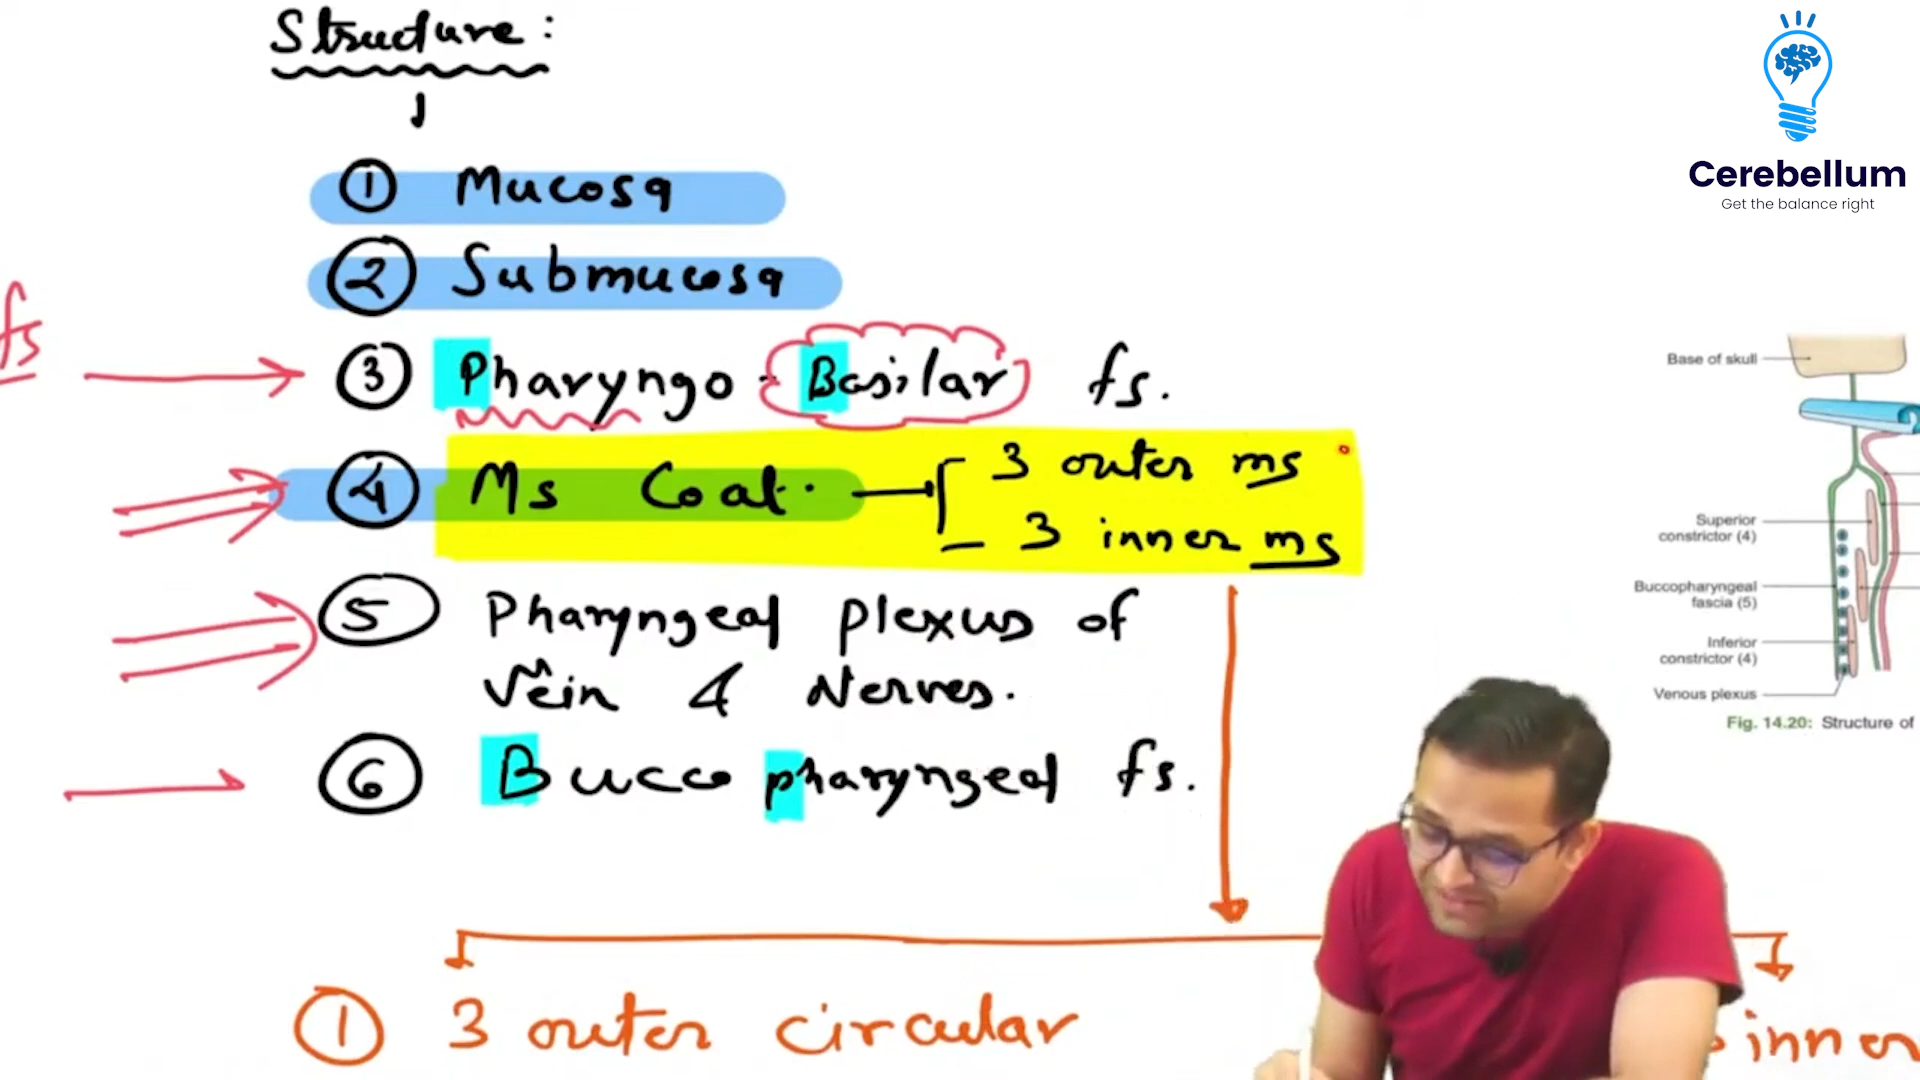 Structure:
① Mucosa
② Submucosa
fs
③ Pharyngo-Basilar fs.
④ Ms Coat.
3 outer ms
3 inner ms
⑤ Pharyngeal plexus of
Vein & Nerves.
⑥ Bucco pharyngeal fs.
① 3 outer circular
inner
Cerebellum
Get the balance right
Base of skull
Superior
constrictor (4)
Buccopharyngeal
fascia (5)
Inferior
constrictor (4)
Venous plexus
Fig. 14.20: Structure of